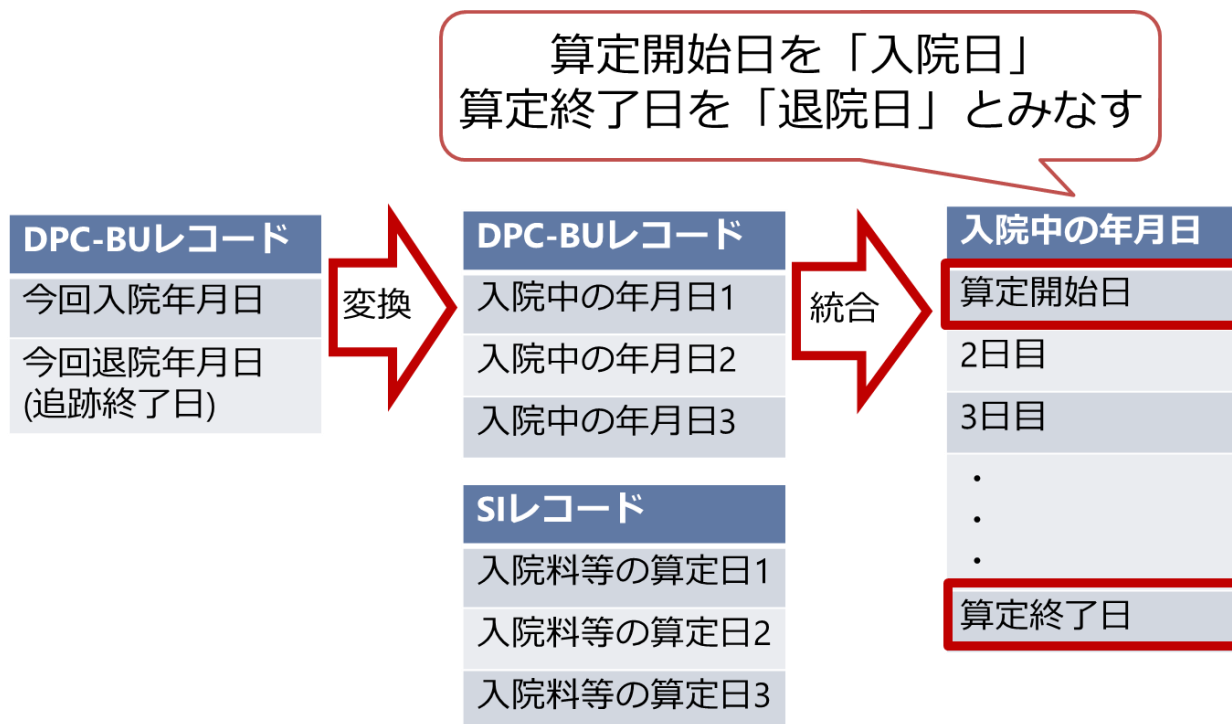 算定開始日を「入院日」
算定終了日を「退院日」とみなす
DPC-BUレコード
今回入院年月日
今回退院年月日
(追跡終了日)
変換
DPC-BUレコード
入院中の年月日1
入院中の年月日2
入院中の年月日3
SIレコード
入院料等の算定日1
入院料等の算定日2
入院料等の算定日3
統合
入院中の年月日
算定開始日
2日目
3日目
・
・
・
算定終了日